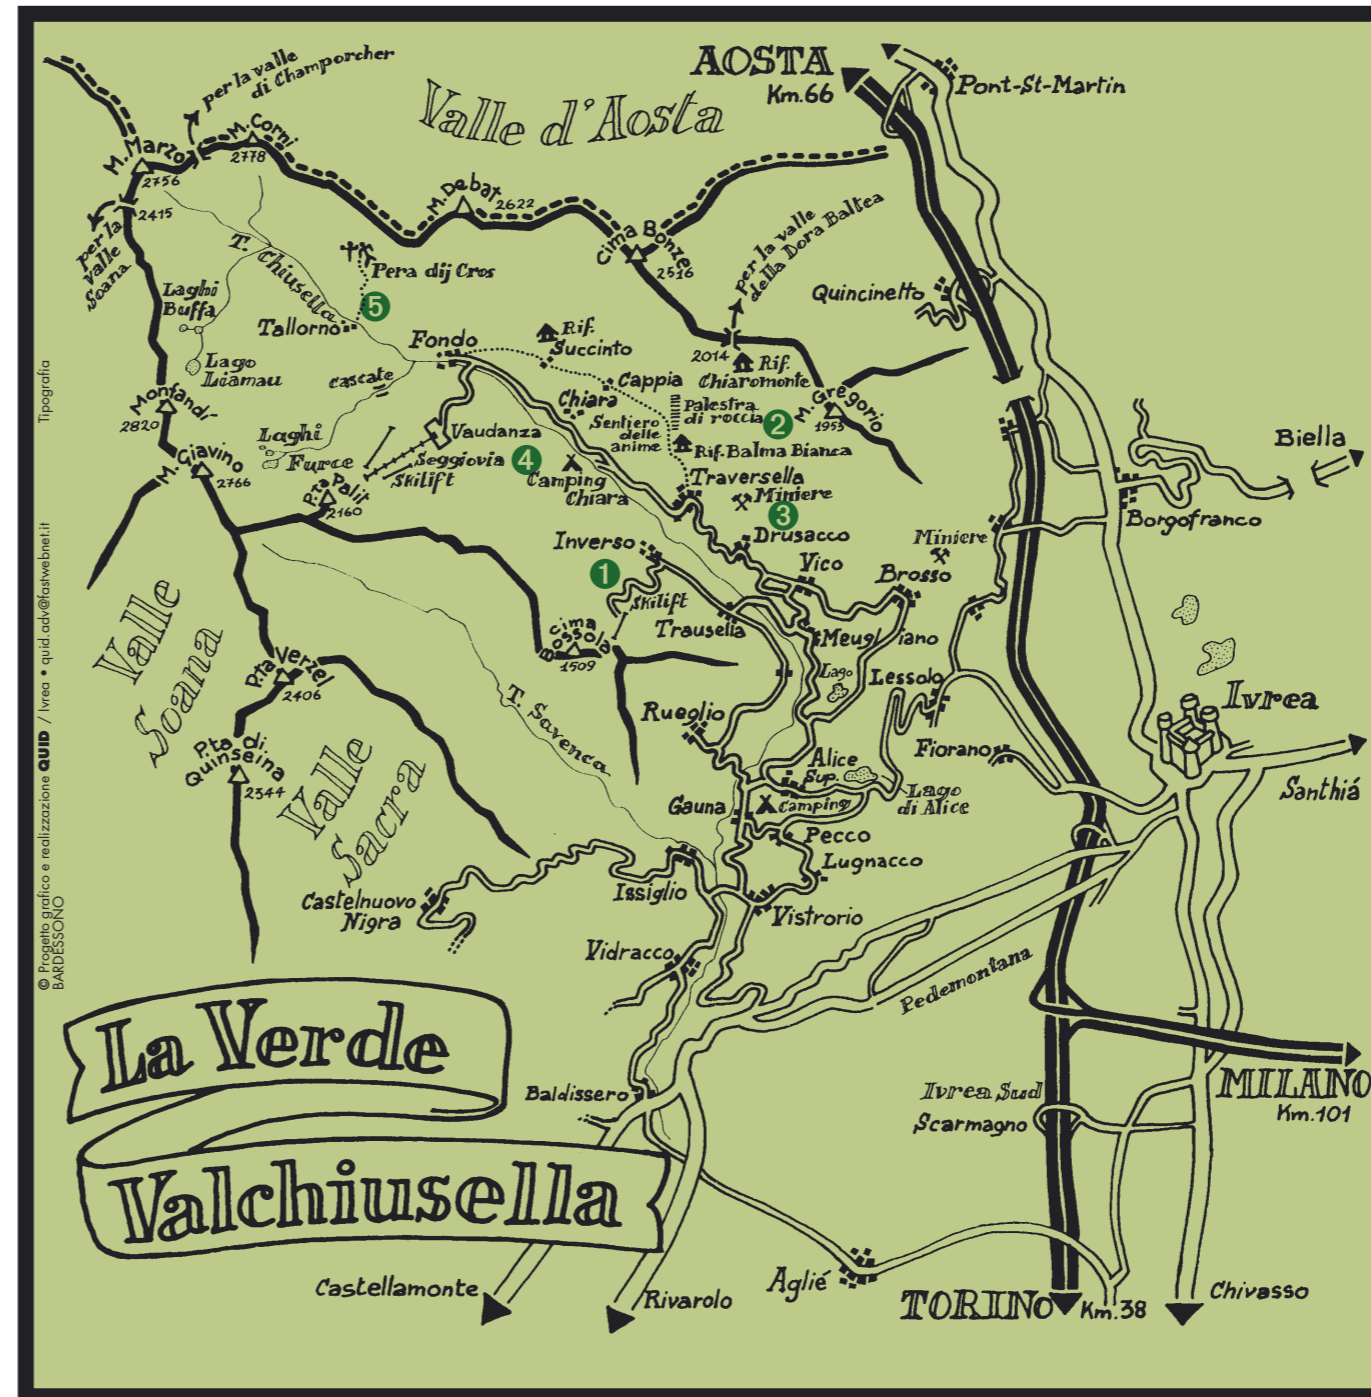 AOSTA
Km.66
Pont-St-Martin
per la valle
di Champorcher
Valle d'Aosta
M. Marzo
2756
M. Corni
2778
2415
per la
valle
Soana
M. Debat
2622
Cima Bonze
2516
per la valle
della Dora Baltea
Quincinetto
T. Chiusella
Pera dij Cros
5
Laghi
Buffa
Tallorno
Fondo
Rif.
Succinto
2014
Rif.
Chiaromonte
Lago
Liamau
Cascate
Cappia
Chiara
Palestra
di roccia
2
M. Gregorio
1953
Monfandí
2820
Sentiero
delle
anime
Rif. Balma Bianca
Biella
Laghi
Furce
Vaudanza
Seggiovia
Skilift
4
Camping
Chiara
Traversella
Miniere
3
M. Giavino
2766
P.ta Palit
2160
Borgofranco
Inverso
Drusacco
Miniere
1
Vico
Brosso
Skilift
Trausella
Meugliano
Cima
Bossola
1509
Valle
Soana
Lago
Lessolo
P.ta Verzel
2406
T. Savenca
Rueglio
Ivrea
P.ta di
Quinseina
2344
Alice
Sup.
Fiorano
Valle
Sacra
Gauna
Camping
Lago
di Alice
Santhiá
Pecco
Lugnacco
Castelnuovo
Nigra
Issiglio
Vistrorio
Vidracco
Pedemontana
La Verde
Valchiusella
Baldissero
Ivrea Sud
Scarmagno
MILANO
Km.101
Castellamonte
Rivarolo
Aglié
TORINO
Km.38
Chivasso
© Progetto grafico e realizzazione QUID / Ivrea • quid.adv@fastwebnet.it
Tipografia
BARDESSONO